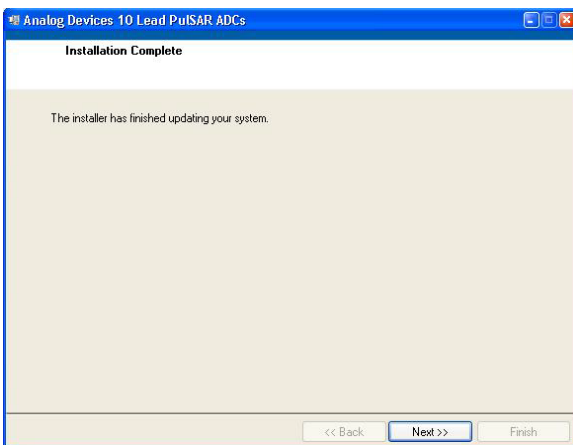 Analog Devices 10 Lead PulSAR ADCs
Installation Complete
The installer has finished updating your system.
<< Back Next >> Finish